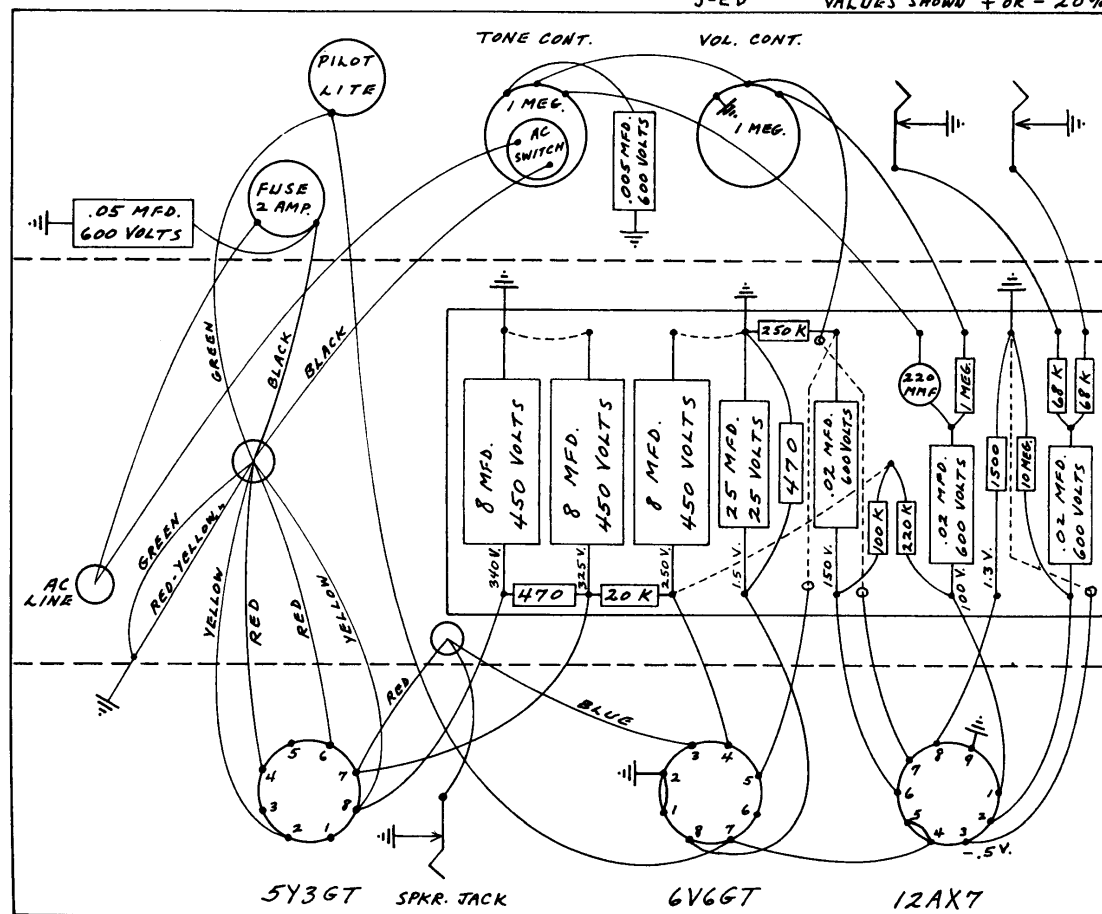 VALUES SHOWN + OR - 20%
TONE CONT.
VOL. CONT.
PILOT
LITE
1 MEG.
AC
SWITCH
.005 MFD.
600 VOLTS
1 MEG.
FUSE
2 AMP.
.05 MFD.
600 VOLTS
GREEN
BLACK
BLACK
250 K
220
MMF
1 MEG.
68 K
68 K
8 MFD.
450 VOLTS
8 MFD.
450 VOLTS
8 MFD.
450 VOLTS
25 MFD.
25 VOLTS
470
.02 MFD.
600 VOLTS
100 K
220K
.02 MFD.
600 VOLTS
1500
10 MEG.
.02 MFD.
600 VOLTS
GREEN
RED-YELLOW
AC
LINE
340V.
470
325V.
20 K
250V.
1.5 V.
150 V.
100 V.
1.3 V.
YELLOW
RED
RED
YELLOW
RED
BLUE
5
6
4
7
3
8
2
1
3
4
2
5
1
6
8
7
8
9
7
6
1
5
2
4
3
-.5V.
5Y3GT
SPKR. JACK
6V6GT
12AX7